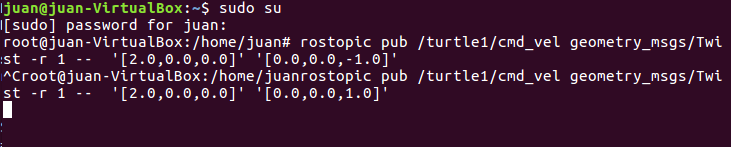 juan@juan-VirtualBox:~$ sudo su
[sudo] password for juan:
root@juan-VirtualBox:/home/juan# rostopic pub /turtle1/cmd_vel geometry_msgs/Twi
st -r 1 --  '[2.0,0.0,0.0]' '[0.0,0.0,-1.0]'
^Croot@juan-VirtualBox:/home/juanrostopic pub /turtle1/cmd_vel geometry_msgs/Twi
st -r 1 --  '[2.0,0.0,0.0]' '[0.0,0.0,1.0]'